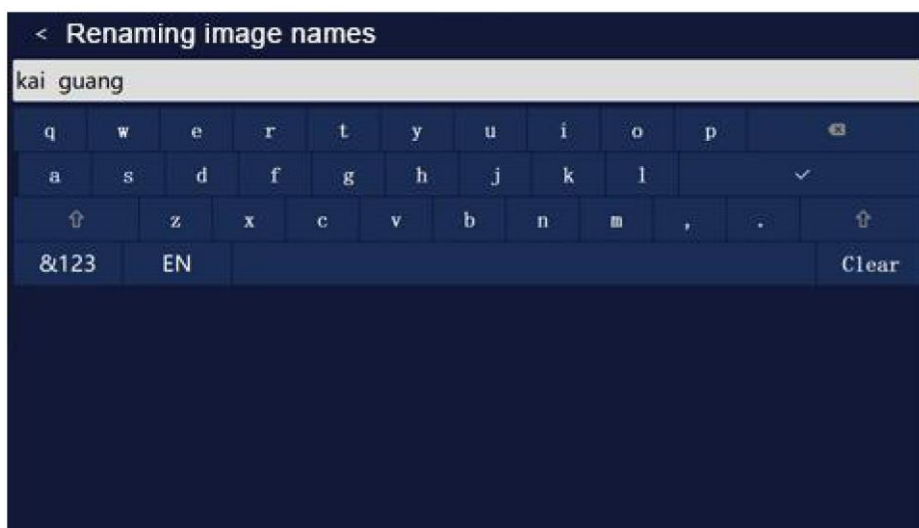 < Renaming image names
kai guang
q w e r t y u i o p
a s d f g h j k l
z x c v b n m , .
&123 EN Clear